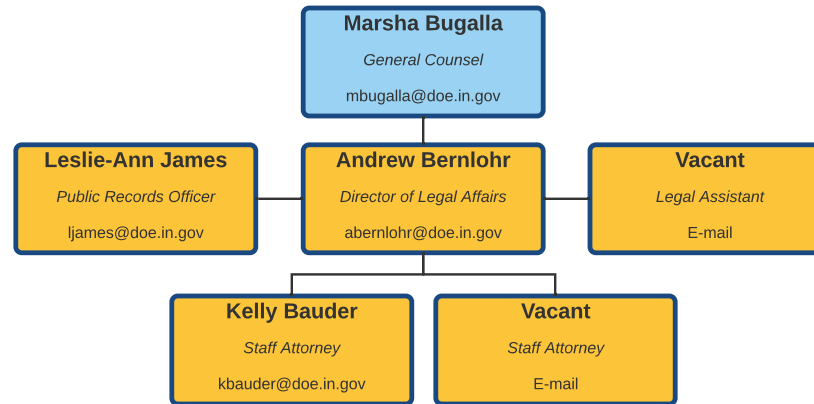 Marsha Bugalla
General Counsel
mbugalla@doe.in.gov
Leslie-Ann James
Public Records Officer
ljames@doe.in.gov
Andrew Bernlohr
Director of Legal Affairs
abernlohr@doe.in.gov
Vacant
Legal Assistant
E-mail
Kelly Bauder
Staff Attorney
kbauder@doe.in.gov
Vacant
Staff Attorney
E-mail